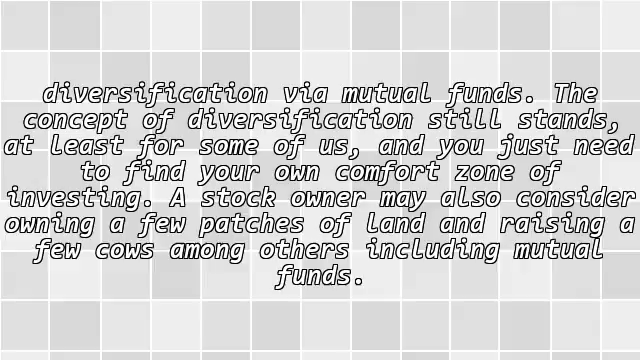 diversification via mutual funds. The
concept of diversification still stands,
at least for some of us, and you just need
to find your own comfort zone of
investing. A stock owner may also consider
owning a few patches of land and raising a
few cows among others including mutual
funds.